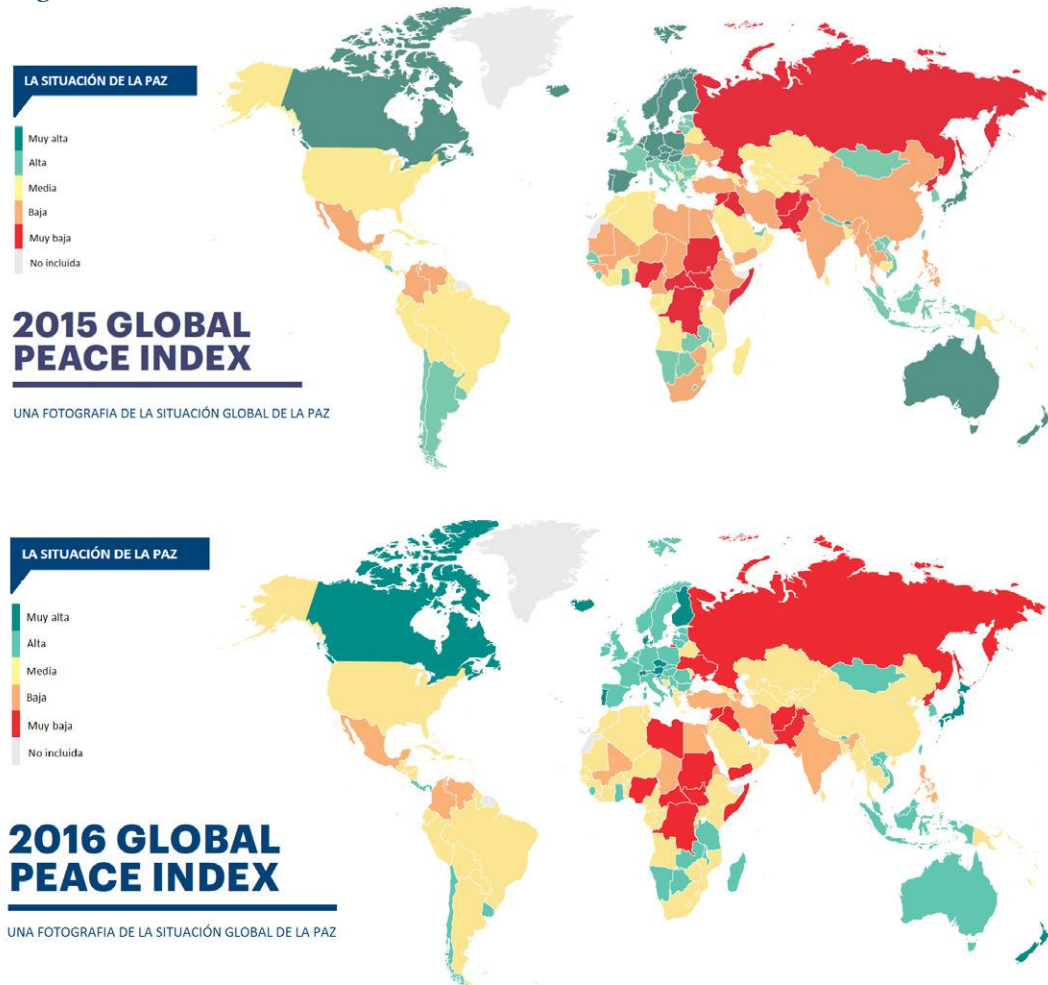 LA SITUACIÓN DE LA PAZ
Muy alta
Alta
Media
Baja
Muy baja
No incluida
2015 GLOBAL
PEACE INDEX
UNA FOTOGRAFIA DE LA SITUACIÓN GLOBAL DE LA PAZ
LA SITUACIÓN DE LA PAZ
Muy alta
Alta
Media
Baja
Muy baja
No incluida
2016 GLOBAL
PEACE INDEX
UNA FOTOGRAFIA DE LA SITUACIÓN GLOBAL DE LA PAZ